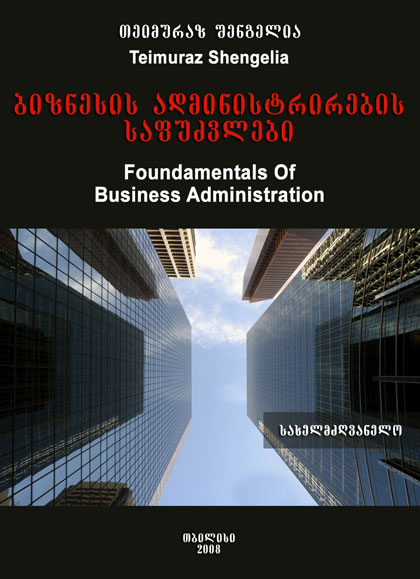 თეიმურაზ შენგელია
Teimuraz Shengelia
ბიზნესის ადმინისტრირების
საფუძვლები
Foundamentals Of
Business Administration
სახელმძღვანელო
თბილისი
2008